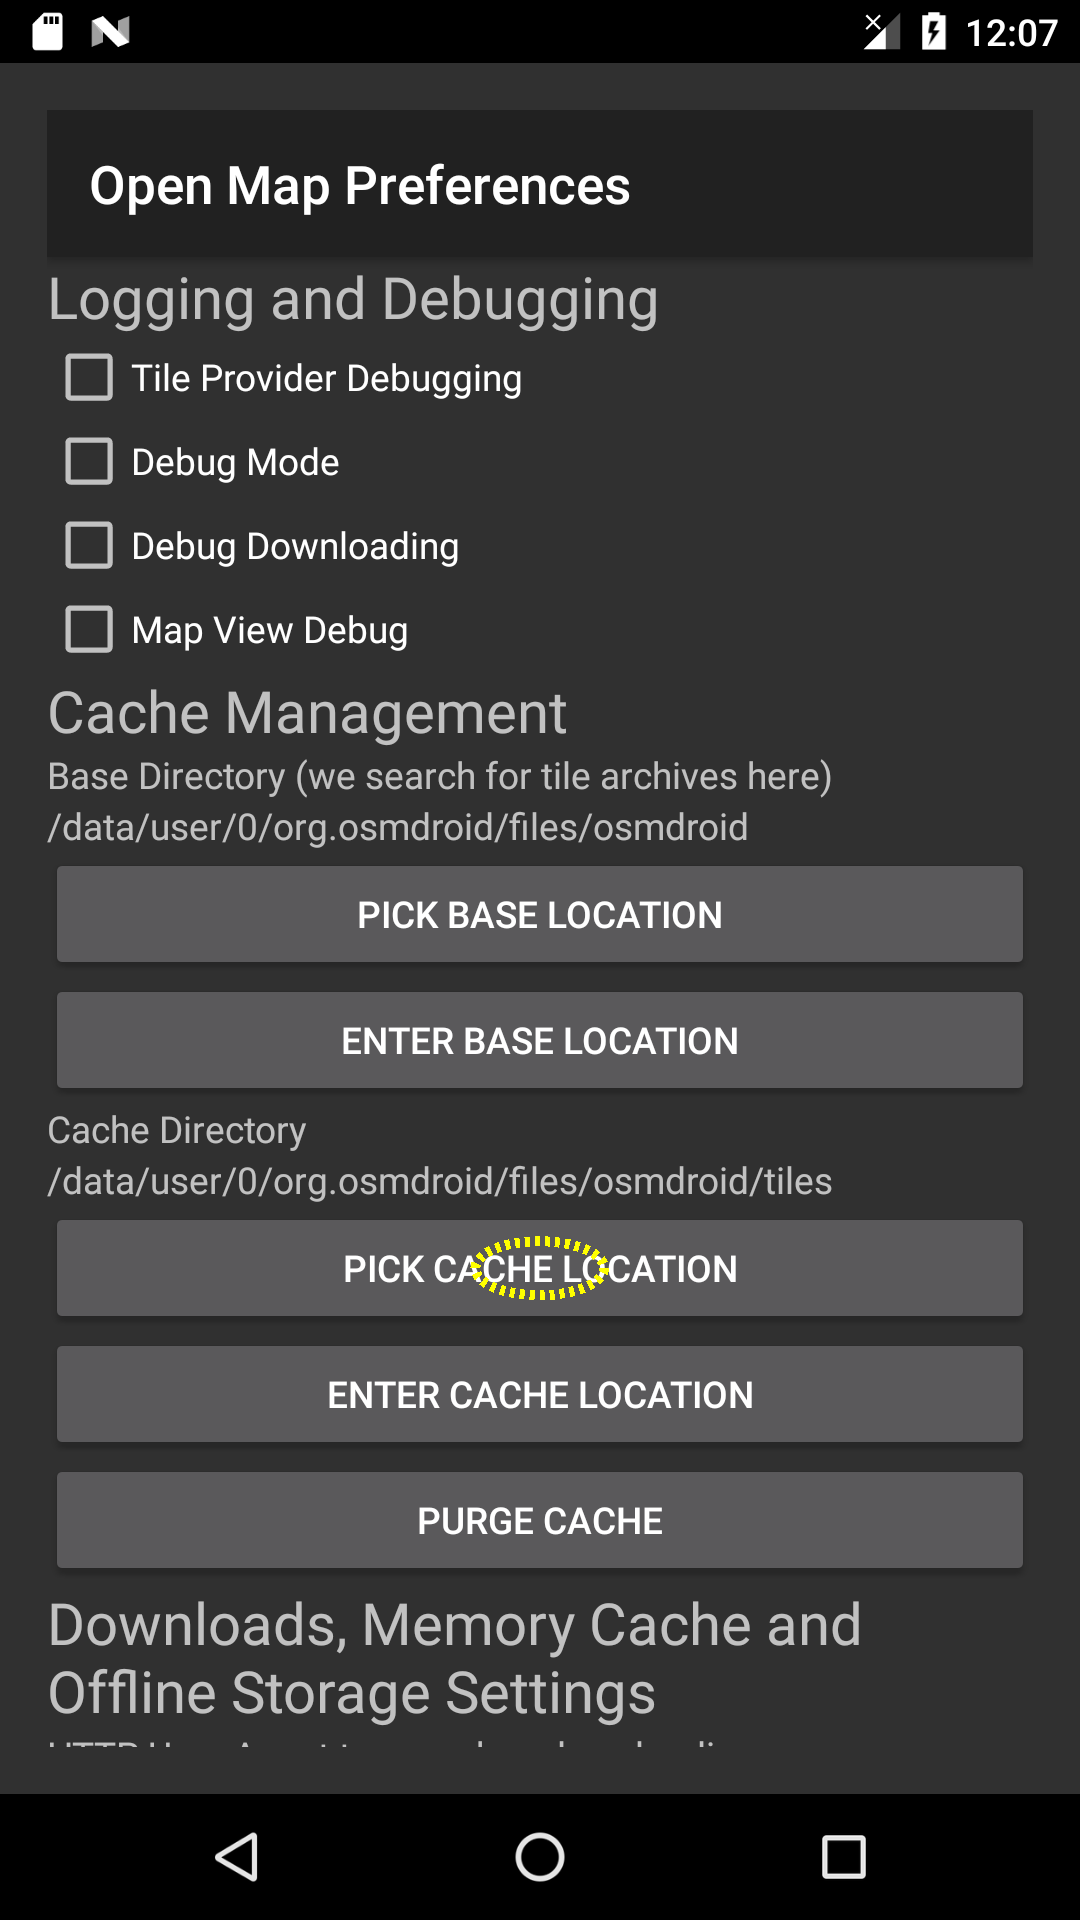 12:07
Open Map Preferences
Logging and Debugging
Tile Provider Debugging
Debug Mode
Debug Downloading
Map View Debug
Cache Management
Base Directory (we search for tile archives here)
/data/user/0/org.osmdroid/files/osmdroid
PICK BASE LOCATION
ENTER BASE LOCATION
Cache Directory
/data/user/0/org.osmdroid/files/osmdroid/tiles
PICK CACHE LOCATION
ENTER CACHE LOCATION
PURGE CACHE
Downloads, Memory Cache and
Offline Storage Settings